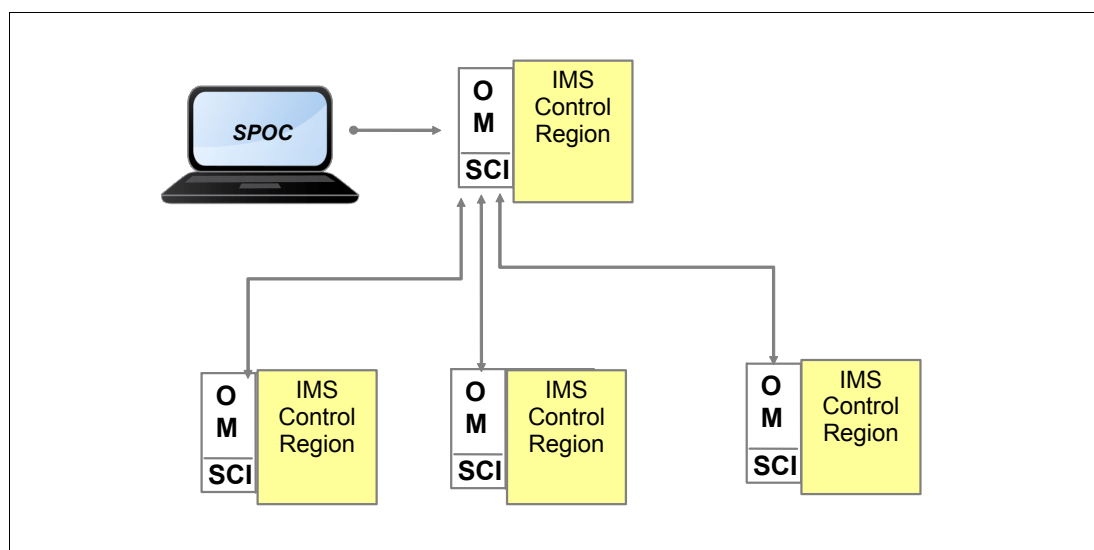 SPOC
O
M
SCI
IMS
Control
Region
O
M
SCI
IMS
Control
Region
O
M
SCI
IMS
Control
Region
O
M
SCI
IMS
Control
Region